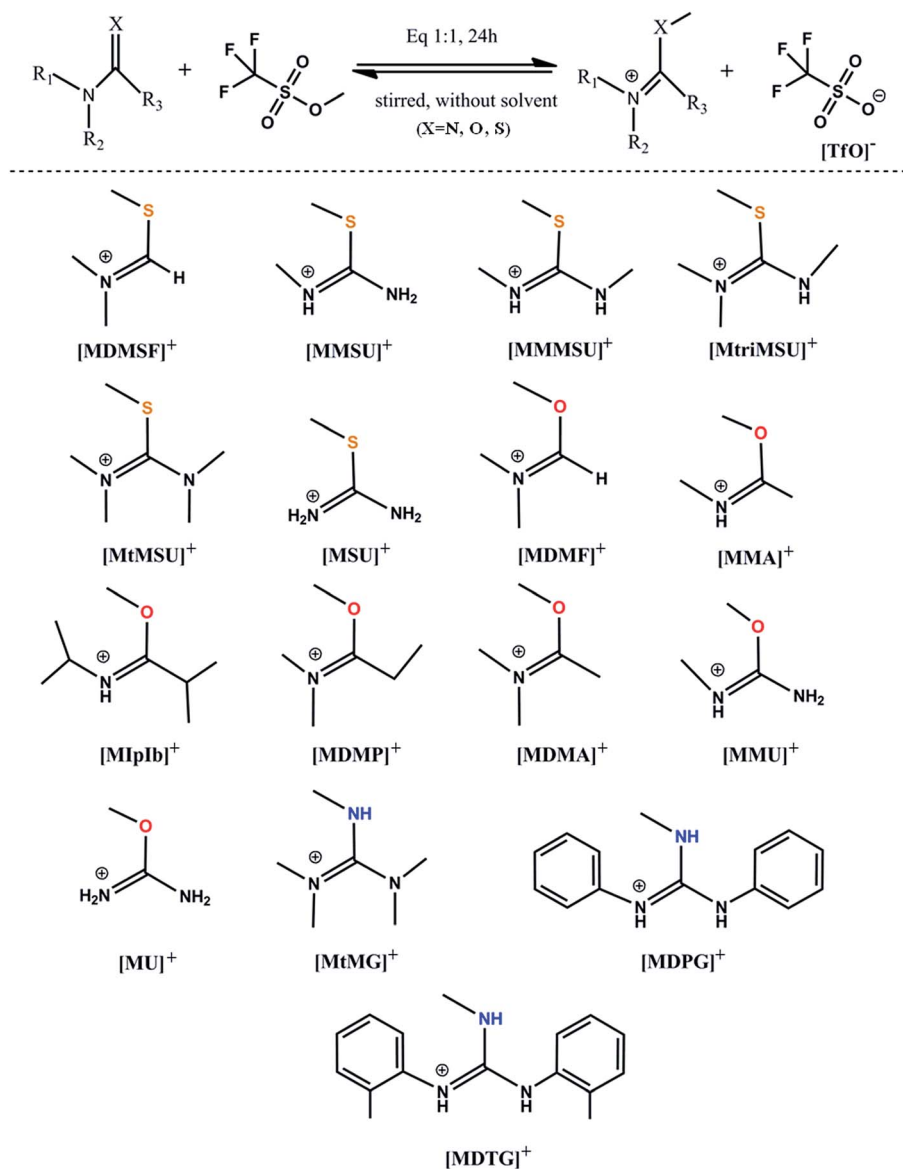 X
R1 N R3 R2
+
F F F S O O O
Eq 1:1, 24h
stirred, without solvent
(X=N, O, S)
X
R1 N ⊕ R3 R2
+
F F F S O O O ⊖
[TfO]-
S ⊕ N H
S ⊕ N H NH2
S ⊕ N H N H
S ⊕ N N H
[MDMSF]+ [MMSU]+ [MMMSU]+ [MtriMSU]+
S ⊕ N N
S ⊕ H2N NH2
O ⊕ N H
O ⊕ N H
[MtMSU]+ [MSU]+ [MDMF]+ [MMA]+
O ⊕ N H
O ⊕ N
O ⊕ N
O ⊕ N H NH2
[MIpIb]+ [MDMP]+ [MDMA]+ [MMU]+
O ⊕ H2N NH2
NH ⊕ N N
NH ⊕ N H N H
[MU]+ [MtMG]+ [MDPG]+
NH ⊕ N H N H
[MDTG]+